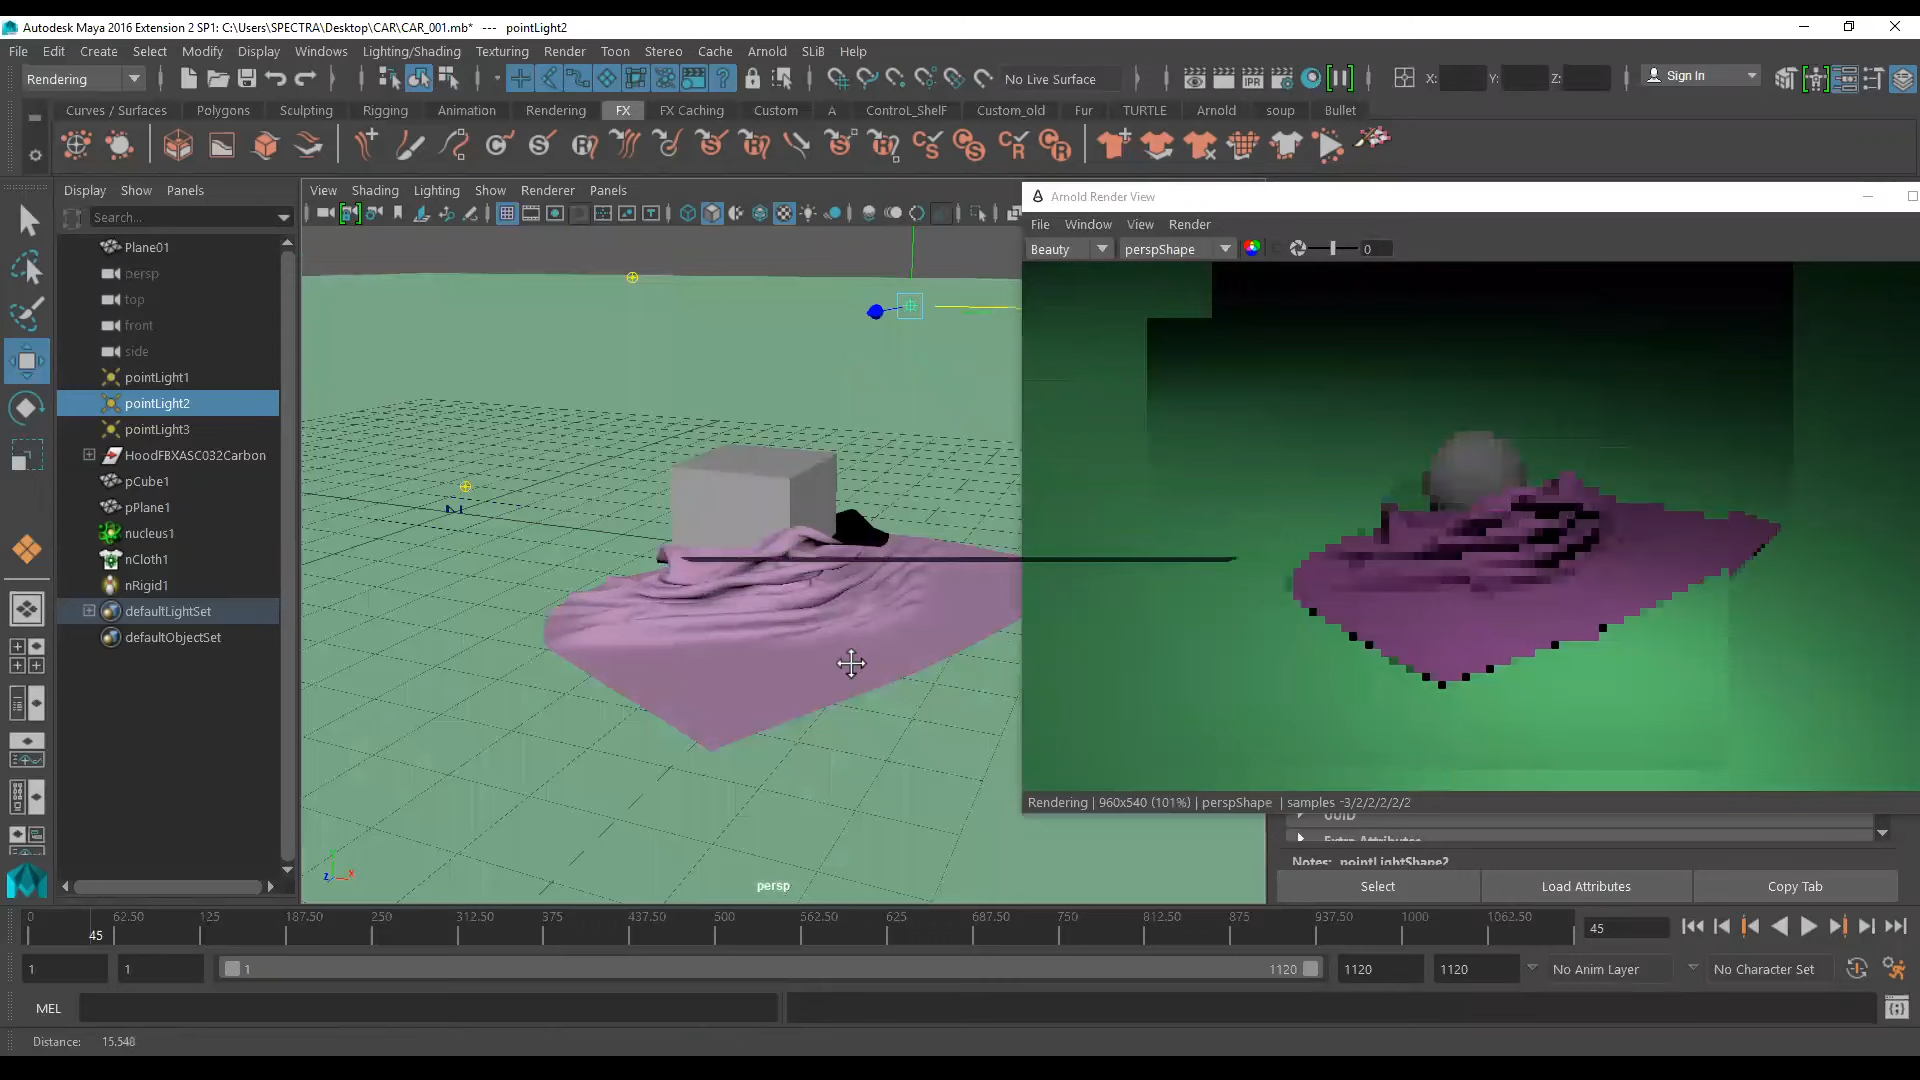 Autodesk Maya 2016 Extension 2 SP1: C:\Users\SPECTRA\Desktop\CAR\CAR_001.mb* --- pointLight2
File Edit Create Select Modify Display Windows Lighting/Shading Texturing Render Toon Stereo Cache Arnold SLiB Help
Rendering No Live Surface X: Y: Z: Sign In
Curves / Surfaces Polygons Sculpting Rigging Animation Rendering FX FX Caching Custom A ControL_ShelF Custom_old Fur TURTLE Arnold soup Bullet
Display Show Panels
View Shading Lighting Show Renderer Panels
Search...
Plane01
persp
top
front
side
pointLight1
pointLight2
pointLight3
HoodFBXASC032Carbon
pCube1
pPlane1
nucleus1
nCloth1
nRigid1
defaultLightSet
defaultObjectSet
persp
Arnold Render View
File Window View Render
Beauty perspShape 0
Rendering | 960x540 (101%) | perspShape | samples -3/2/2/2/2/2
UUID
Extra Attributes
Notes: pointLightShape2
Select Load Attributes Copy Tab
0 62.50 125 187.50 250 312.50 375 437.50 500 562.50 625 687.50 750 812.50 875 937.50 1000 1062.50
45
45
1 1 1 1120 1120 1120 No Anim Layer No Character Set
MEL
Distance: 15.548